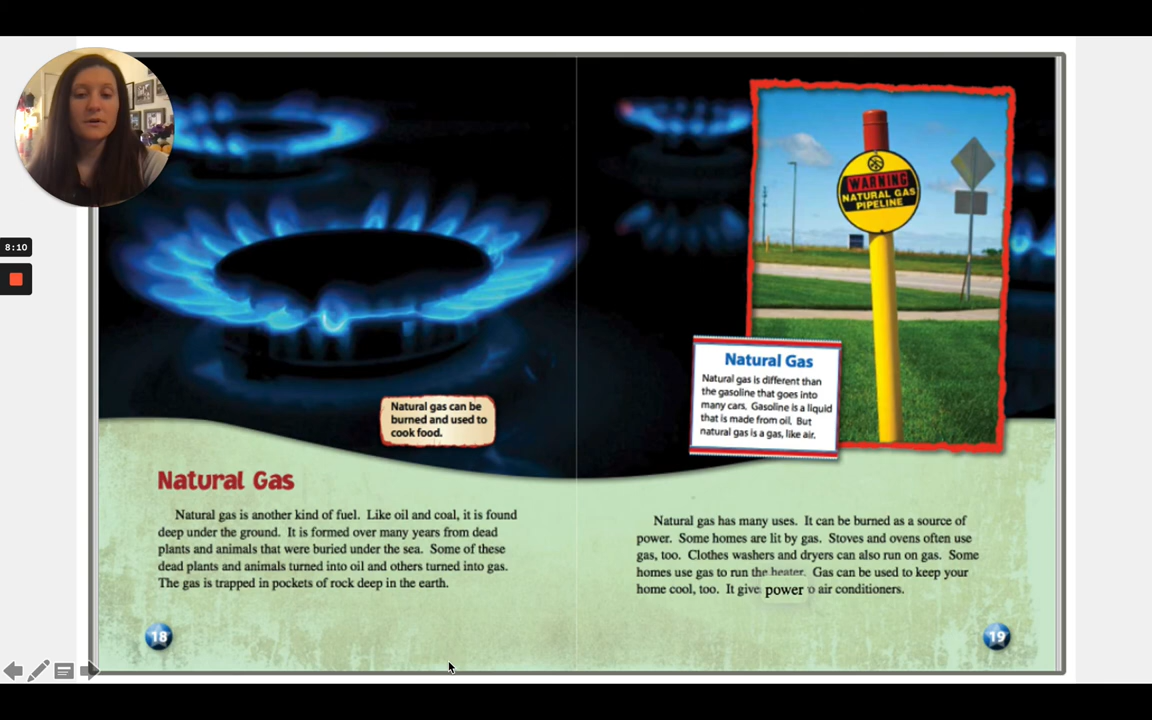 8:10
WARNING
NATURAL GAS
PIPELINE
Natural Gas
Natural gas is different than
the gasoline that goes into
many cars. Gasoline is a liquid
that is made from oil. But
natural gas is a gas, like air.
Natural gas can be
burned and used to
cook food.
Natural Gas
Natural gas is another kind of fuel. Like oil and coal, it is found
deep under the ground. It is formed over many years from dead
plants and animals that were buried under the sea. Some of these
dead plants and animals turned into oil and others turned into gas.
The gas is trapped in pockets of rock deep in the earth.
18
Natural gas has many uses. It can be burned as a source of
power. Some homes are lit by gas. Stoves and ovens often use
gas, too. Clothes washers and dryers can also run on gas. Some
homes use gas to run the heater. Gas can be used to keep your
home cool, too. It give power o air conditioners.
19